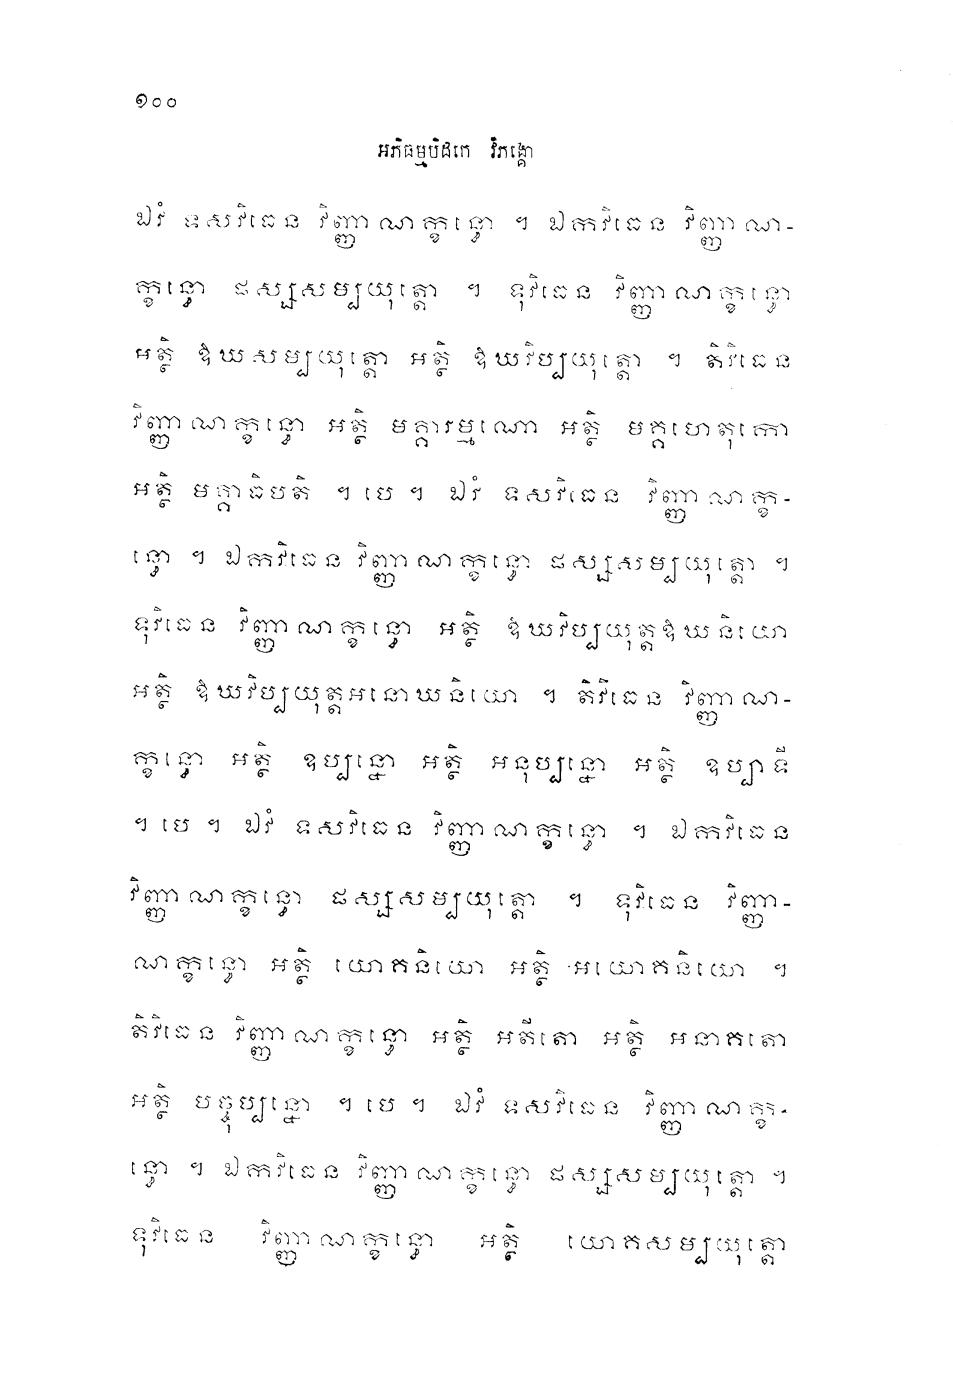 ១០០
អភិធម្មបិដកេ វិភង្គោ
ឯវំ ទសវិធេន វិញ្ញាណក្ខន្ធោ ។ ឯកវិធេន វិញ្ញាណ-
ក្ខន្ធោ ផស្សសម្បយុត្តោ ។ ទុវិធេន វិញ្ញាណក្ខន្ធោ
អត្ថិ ឱឃសម្បយុត្តោ អត្ថិ ឱឃវិប្បយុត្តោ ។ តិវិធេន
វិញ្ញាណក្ខន្ធោ អត្ថិ មគ្គារម្មណោ អត្ថិ មគ្គហេតុកោ
អត្ថិ មគ្គាធិបតិ ។ បេ ។ ឯវំ ទសវិធេន វិញ្ញាណក្ខ-
ន្ធោ ។ ឯកវិធេន វិញ្ញាណក្ខន្ធោ ផស្សសម្បយុត្តោ ។
ទុវិធេន វិញ្ញាណក្ខន្ធោ អត្ថិ ឱឃវិប្បយុត្តឱឃនិយោ
អត្ថិ ឱឃវិប្បយុត្តអនោឃនិយោ ។ តិវិធេន វិញ្ញាណ-
ក្ខន្ធោ អត្ថិ ឧប្បន្នោ អត្ថិ អនុប្បន្នោ អត្ថិ ឧប្បាទី
។ បេ ។ ឯវំ ទសវិធេន វិញ្ញាណក្ខន្ធោ ។ ឯកវិធេន
វិញ្ញាណក្ខន្ធោ ផស្សសម្បយុត្តោ ។ ទុវិធេន វិញ្ញា-
ណក្ខន្ធោ អត្ថិ យោគនិយោ អត្ថិ អយោគនិយោ ។
តិវិធេន វិញ្ញាណក្ខន្ធោ អត្ថិ អតីតោ អត្ថិ អនាគតោ
អត្ថិ បច្ចុប្បន្នោ ។ បេ ។ ឯវំ ទសវិធេន វិញ្ញាណក្ខ-
ន្ធោ ។ ឯកវិធេន វិញ្ញាណក្ខន្ធោ ផស្សសម្បយុត្តោ ។
ទុវិធេន វិញ្ញាណក្ខន្ធោ អត្ថិ យោគសម្បយុត្តោ